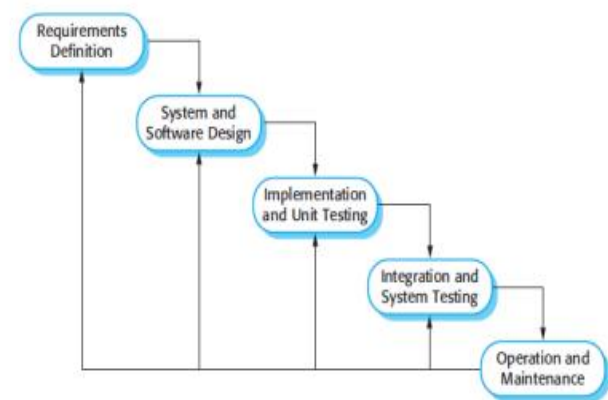 Requirements
Definition
System and
Software Design
Implementation
and Unit Testing
Integration and
System Testing
Operation and
Maintenance